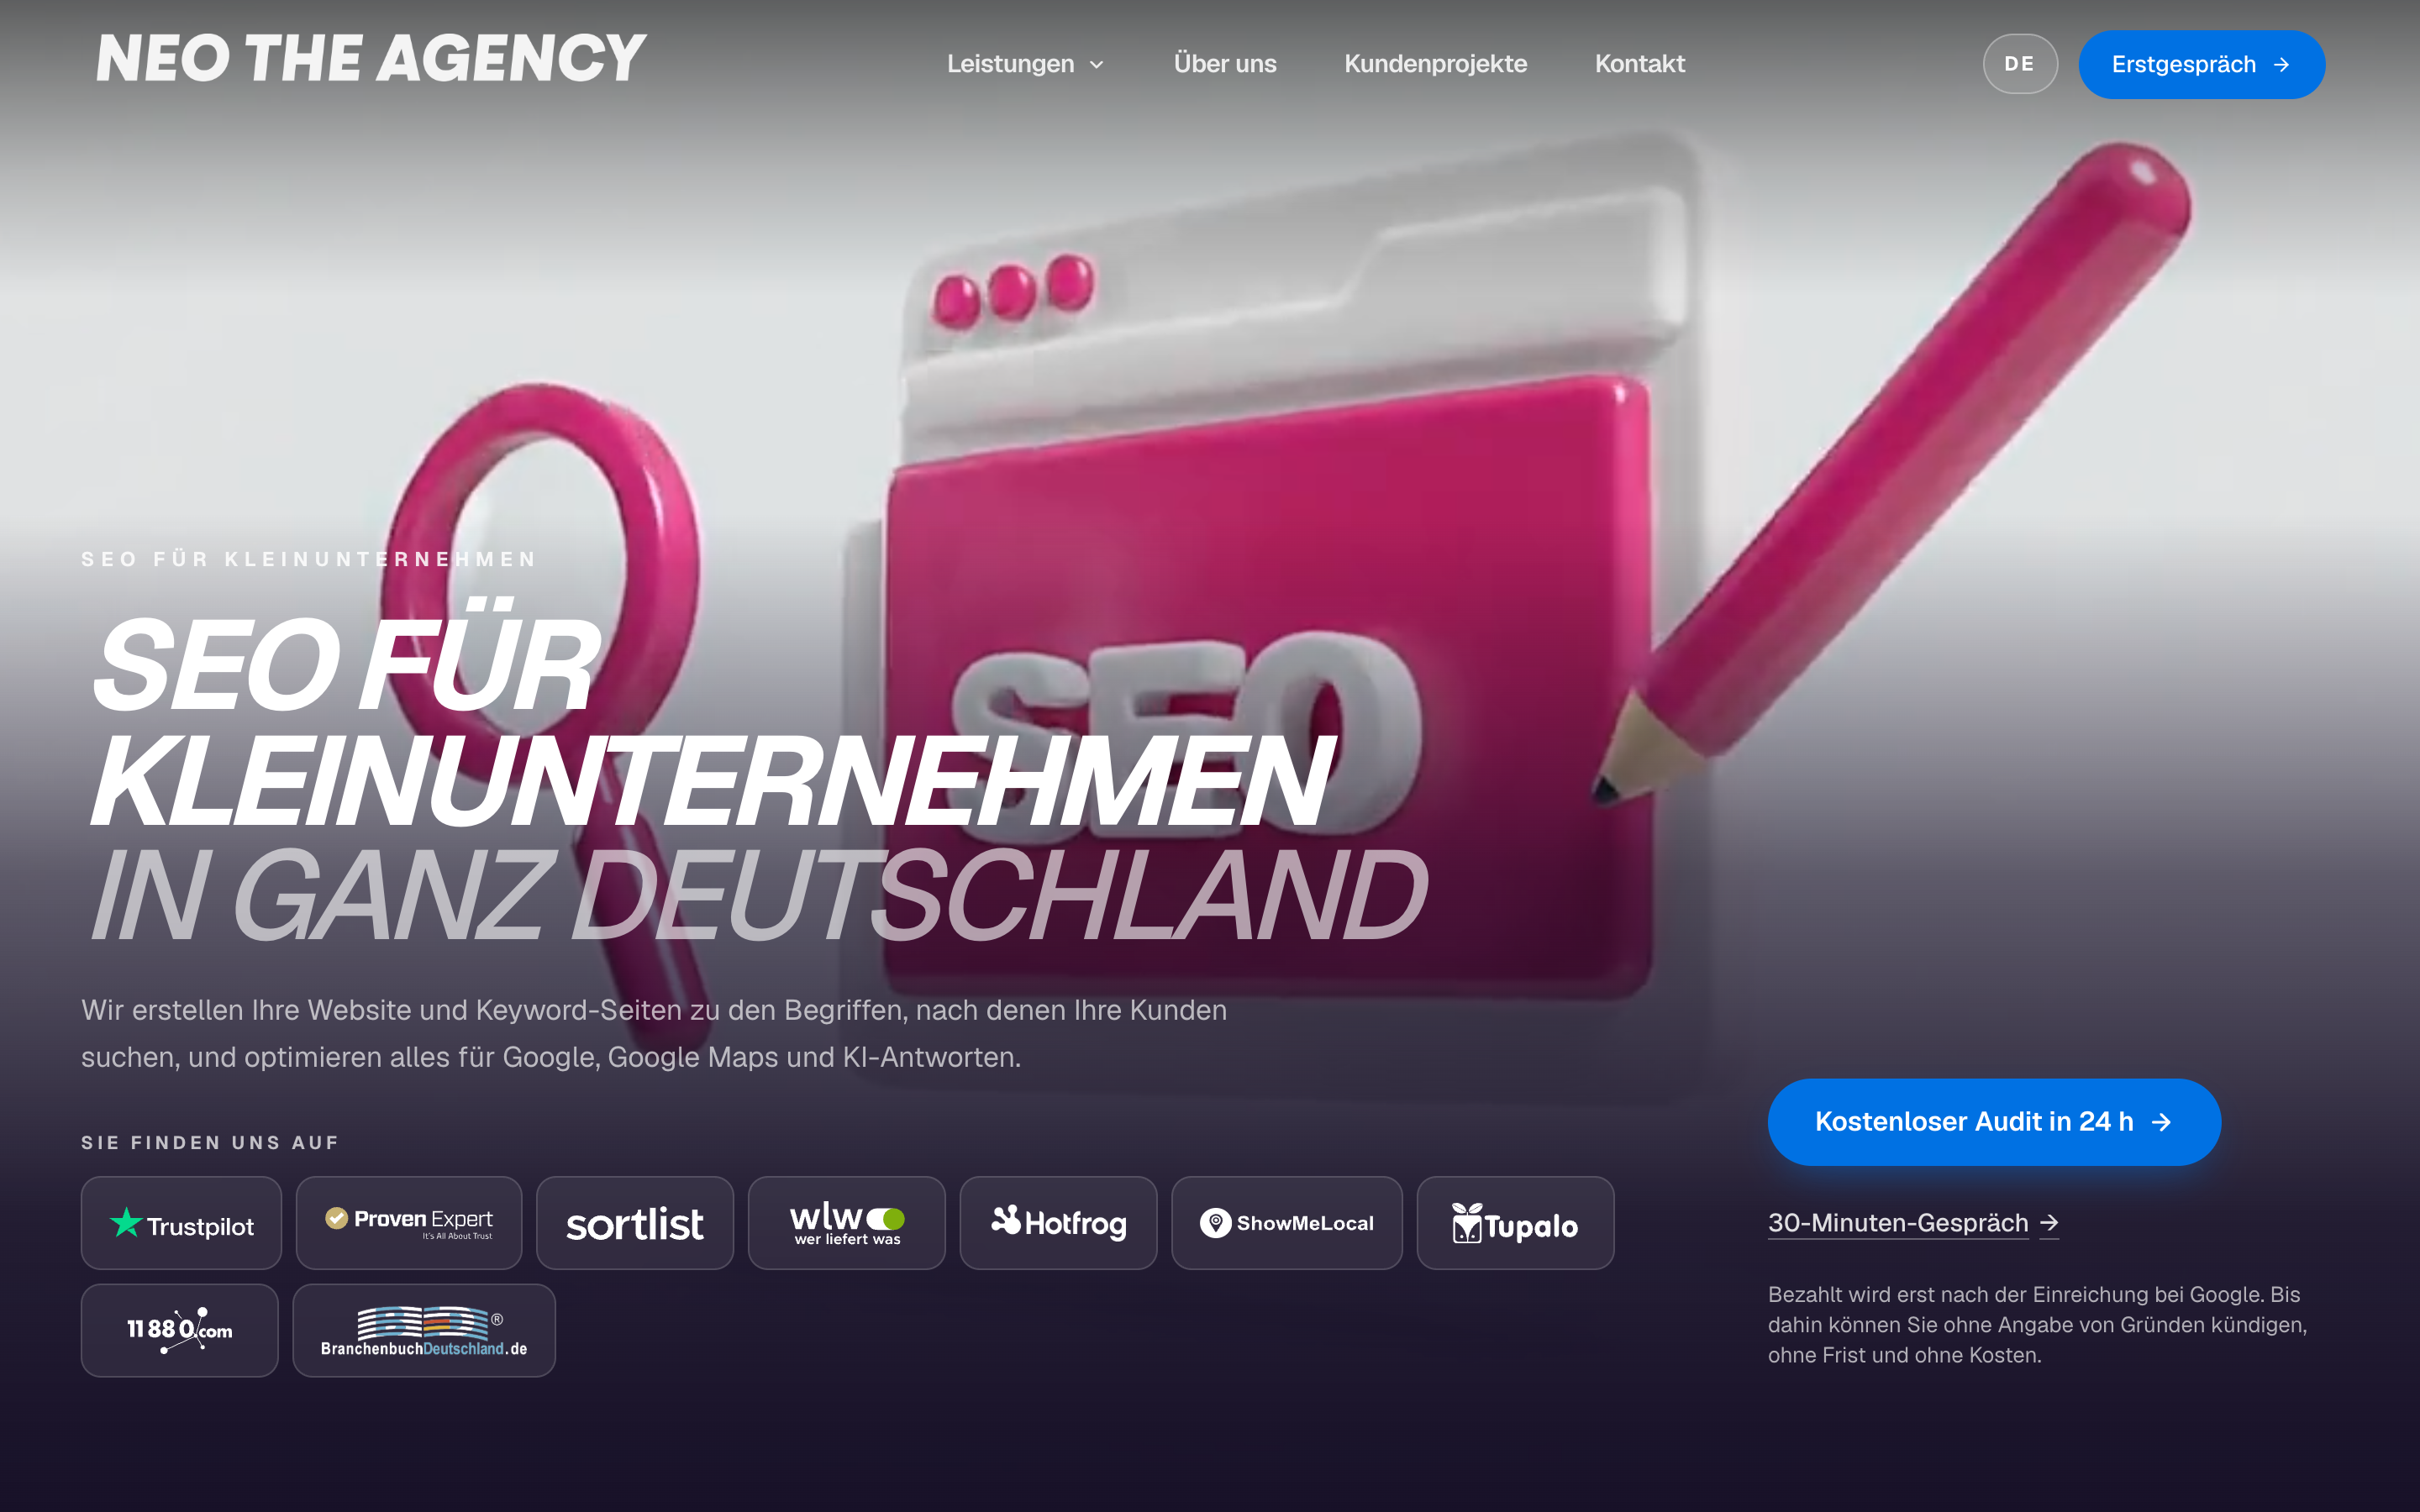 NEO THE AGENCY
Leistungen
Über uns
Kundenprojekte
Kontakt
DE
Erstgespräch →
SEO
SEO FÜR KLEINUNTERNEHMEN
SEO FÜR
KLEINUNTERNEHMEN
IN GANZ DEUTSCHLAND
Wir erstellen Ihre Website und Keyword-Seiten zu den Begriffen, nach denen Ihre Kunden
suchen, und optimieren alles für Google, Google Maps und KI-Antworten.
SIE FINDEN UNS AUF
Trustpilot
Proven Expert
It's All About Trust
sortlist
wlw
wer liefert was
Hotfrog
ShowMeLocal
Tupalo
11880.com
BD®
BranchenbuchDeutschland.de
Kostenloser Audit in 24 h →
30-Minuten-Gespräch →
Bezahlt wird erst nach der Einreichung bei Google. Bis
dahin können Sie ohne Angabe von Gründen kündigen,
ohne Frist und ohne Kosten.